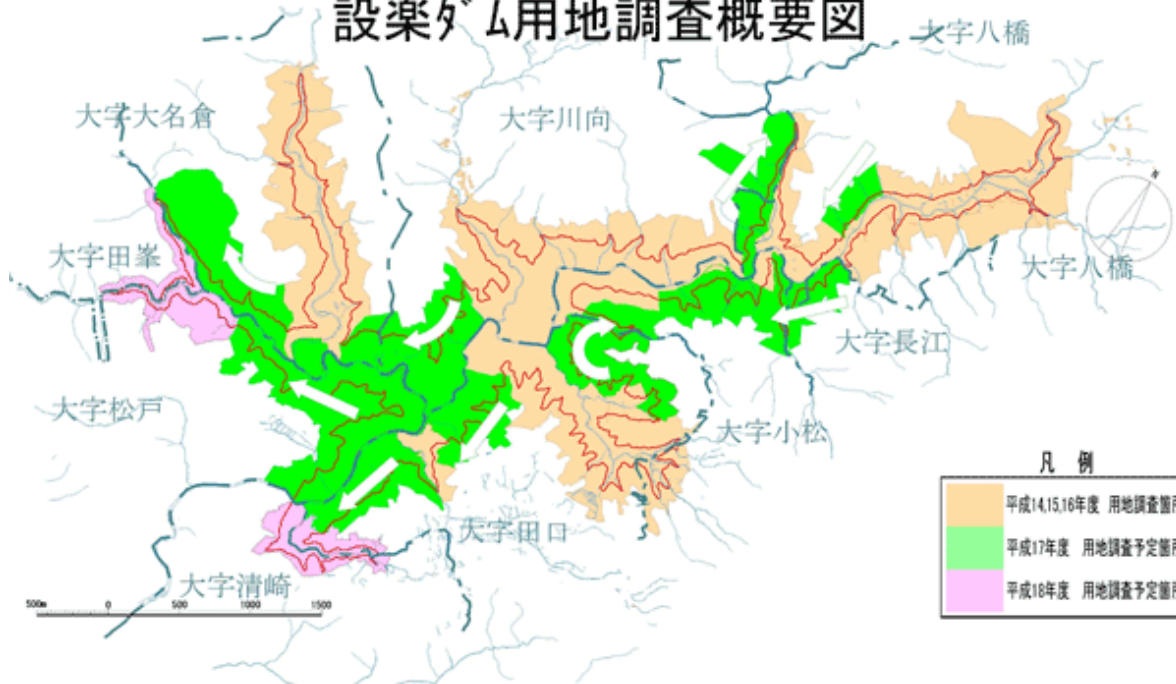 設楽ダム用地調査概要図
大字八橋
大字大名倉
大字川向
N
大字田峯
大字八橋
大字長江
大字松戸
大字小松
大字田口
大字清崎
500m 0 500 1000 1500
凡 例
平成14,15,16年度 用地調査箇所
平成17年度 用地調査予定箇所
平成18年度 用地調査予定箇所